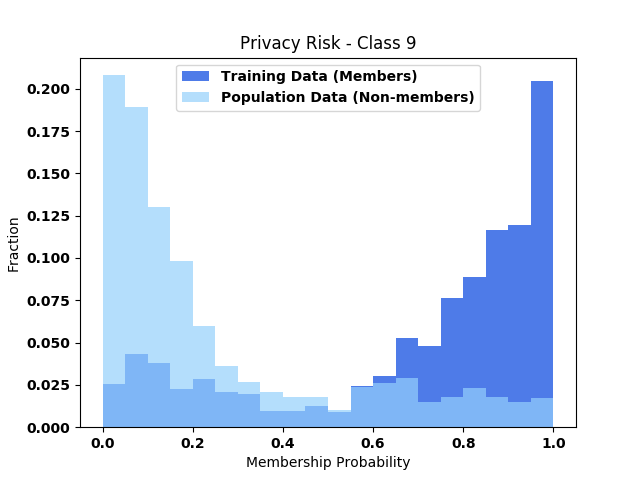 Privacy Risk - Class 9
Training Data (Members)
Population Data (Non-members)
Fraction
0.200
0.175
0.150
0.125
0.100
0.075
0.050
0.025
0.000
0.0 0.2 0.4 0.6 0.8 1.0
Membership Probability